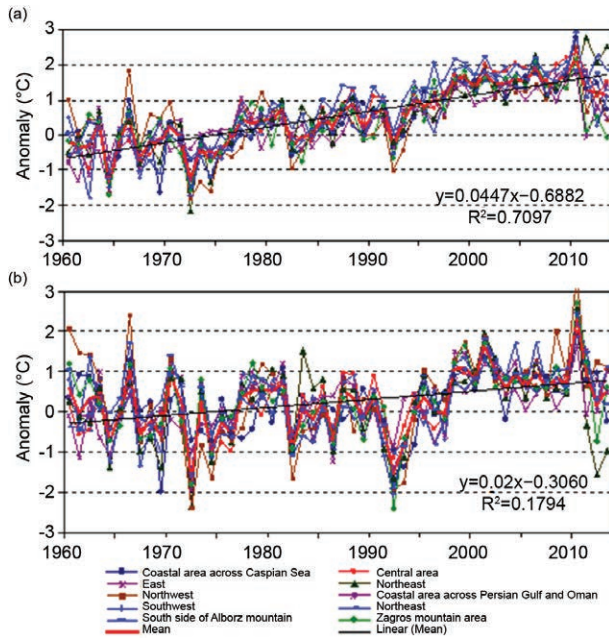 (a)
3
2
1
0
-1
-2
-3
Anomaly (°C)
y=0.0447x−0.6882
R²=0.7097
1960 1970 1980 1990 2000 2010
(b)
3
2
1
0
-1
-2
-3
Anomaly (°C)
y=0.02x−0.3060
R²=0.1794
1960 1970 1980 1990 2000 2010
Coastal area across Caspian Sea Central area
East Northeast
Northwest Coastal area across Persian Gulf and Oman
Southwest Northeast
South side of Alborz mountain Zagros mountain area
Mean Linear (Mean)